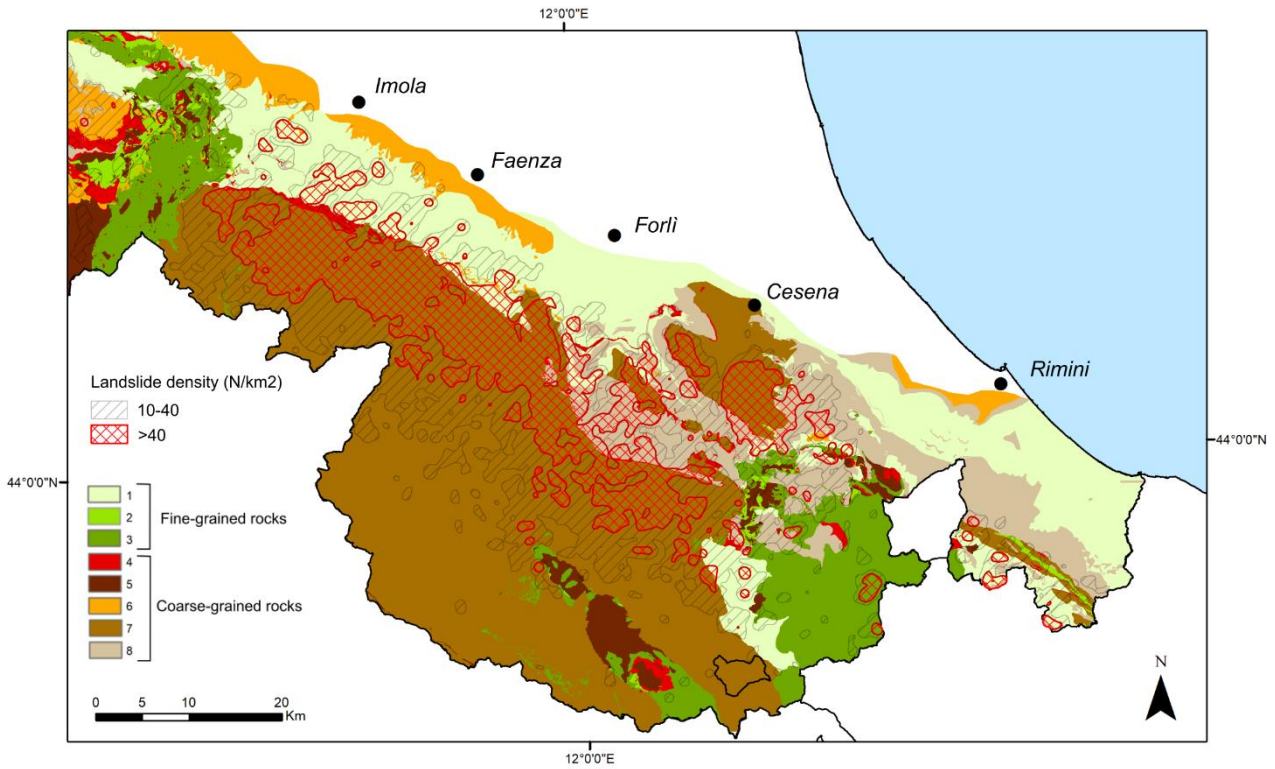 12°0'0"E
Imola
Faenza
Forlì
Cesena
Rimini
Landslide density (N/km2)
10-40
>40
44°0'0"N
44°0'0"N
1
2
3
Fine-grained rocks
4
5
6
7
8
Coarse-grained rocks
0 5 10 20
Km
N
12°0'0"E